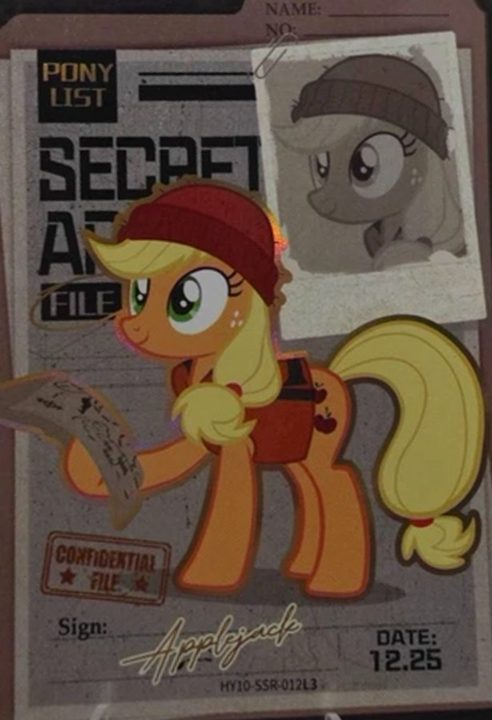 NAME:
NO:
PONY
LIST
SECRET
FILE
CONFIDENTIAL
FILE
Sign:
Applejack
DATE:
12.25
HY10-SSR-012L3